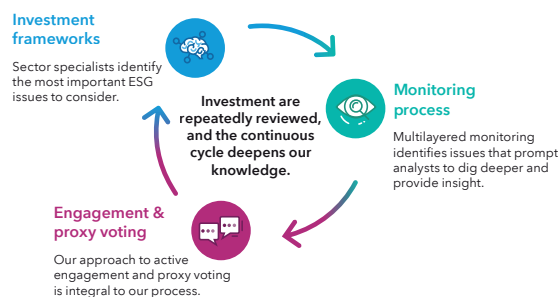 Investment
frameworks
Sector specialists identify
the most important ESG
issues to consider.
Investment are
repeatedly reviewed,
and the continuous
cycle deepens our
knowledge.
Monitoring
process
Multilayered monitoring
identifies issues that prompt
analysts to dig deeper and
provide insight.
Engagement &
proxy voting
Our approach to active
engagement and proxy voting
is integral to our process.